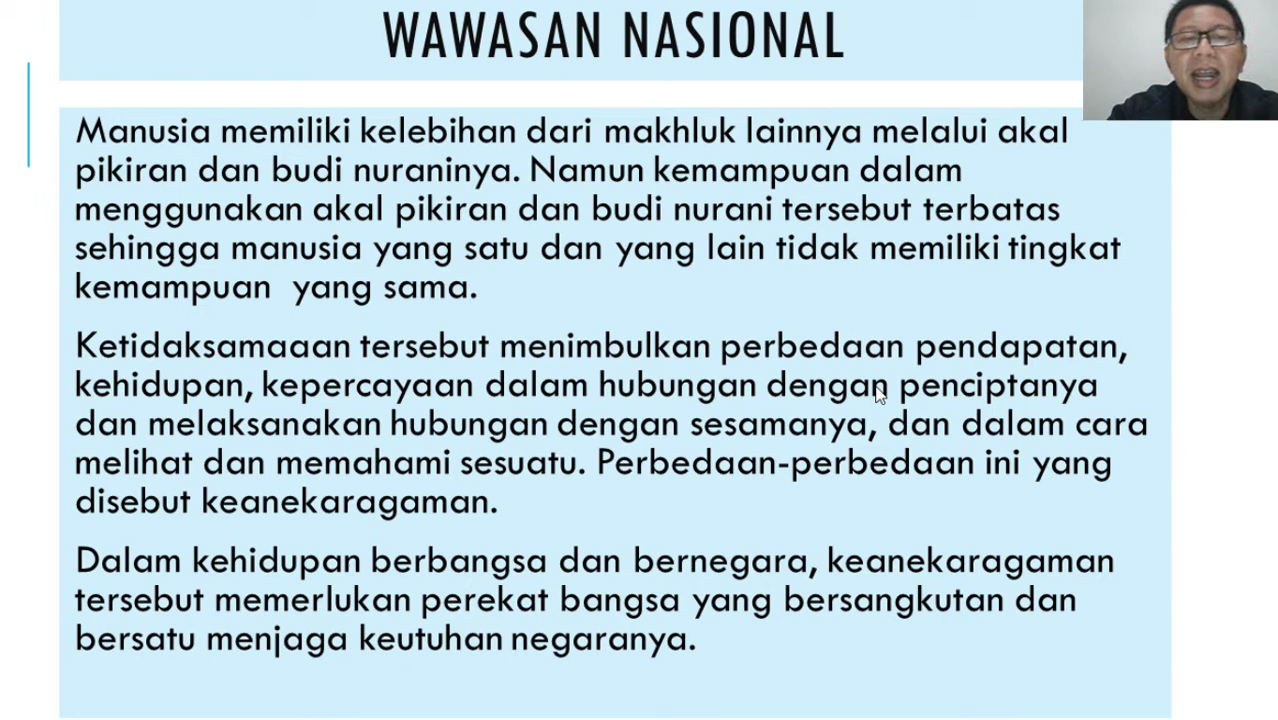 WAWASAN NASIONAL
Manusia memiliki kelebihan dari makhluk lainnya melalui akal
pikiran dan budi nuraninya. Namun kemampuan dalam
menggunakan akal pikiran dan budi nurani tersebut terbatas
sehingga manusia yang satu dan yang lain tidak memiliki tingkat
kemampuan yang sama.
Ketidaksamaaan tersebut menimbulkan perbedaan pendapatan,
kehidupan, kepercayaan dalam hubungan dengan penciptanya
dan melaksanakan hubungan dengan sesamanya, dan dalam cara
melihat dan memahami sesuatu. Perbedaan-perbedaan ini yang
disebut keanekaragaman.
Dalam kehidupan berbangsa dan bernegara, keanekaragaman
tersebut memerlukan perekat bangsa yang bersangkutan dan
bersatu menjaga keutuhan negaranya.